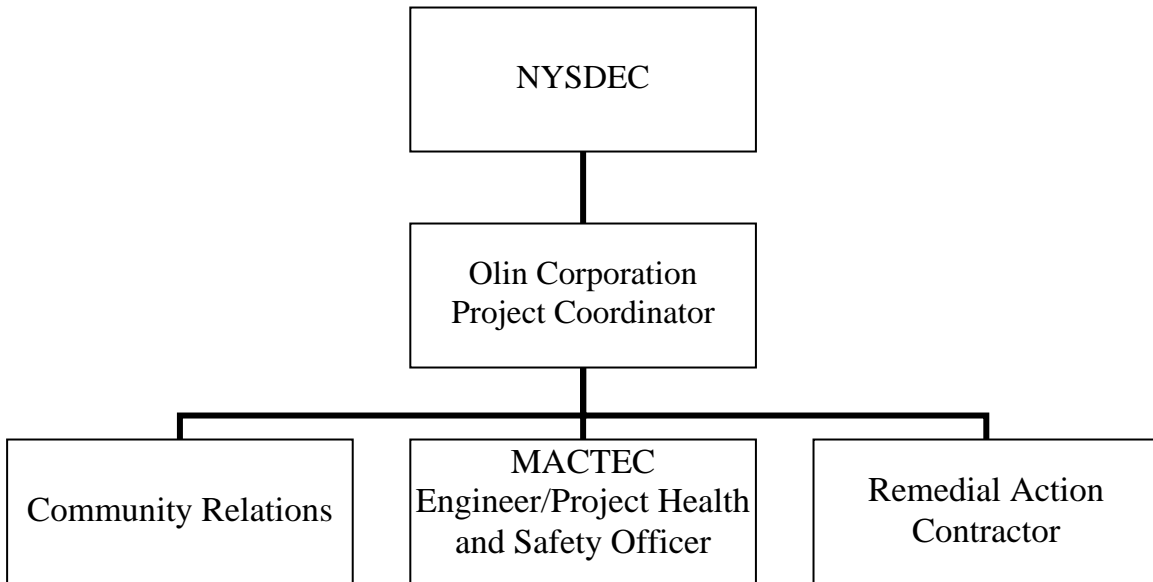 NYSDEC
Olin Corporation
Project Coordinator
Community Relations
MACTEC
Engineer/Project Health
and Safety Officer
Remedial Action
Contractor